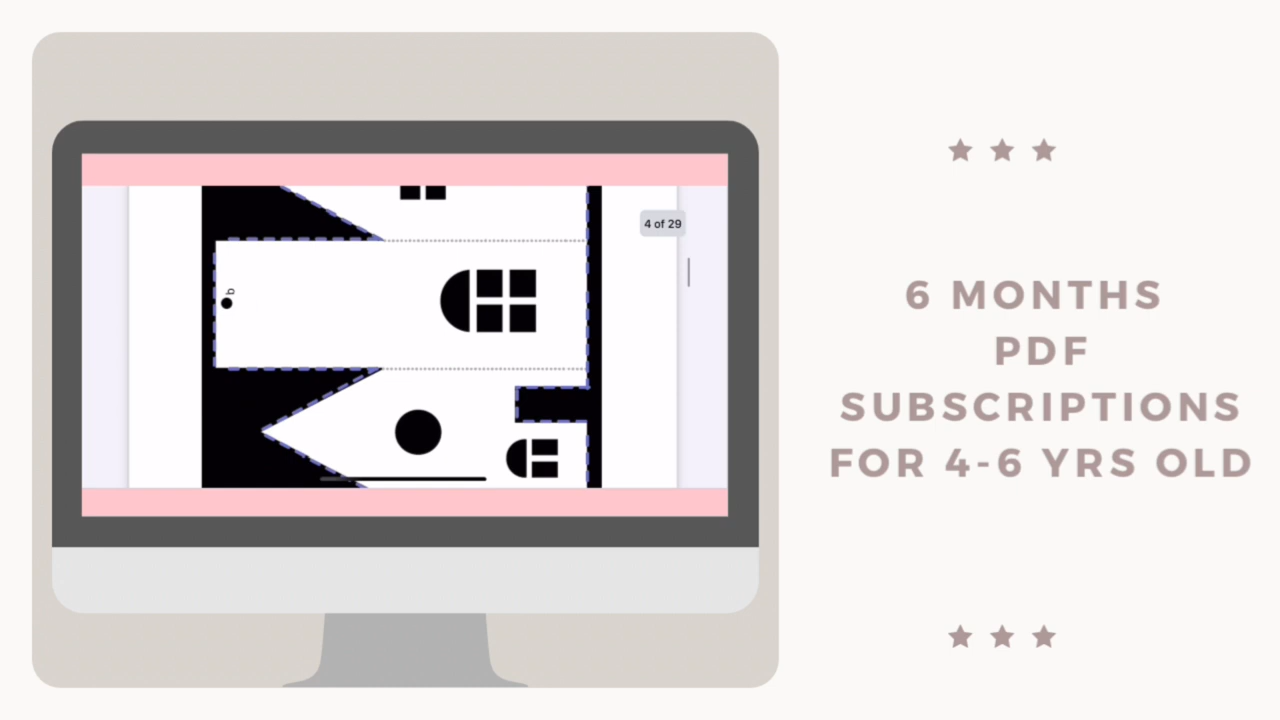 4 of 29
b
6 MONTHS
PDF
SUBSCRIPTIONS
FOR 4-6 YRS OLD